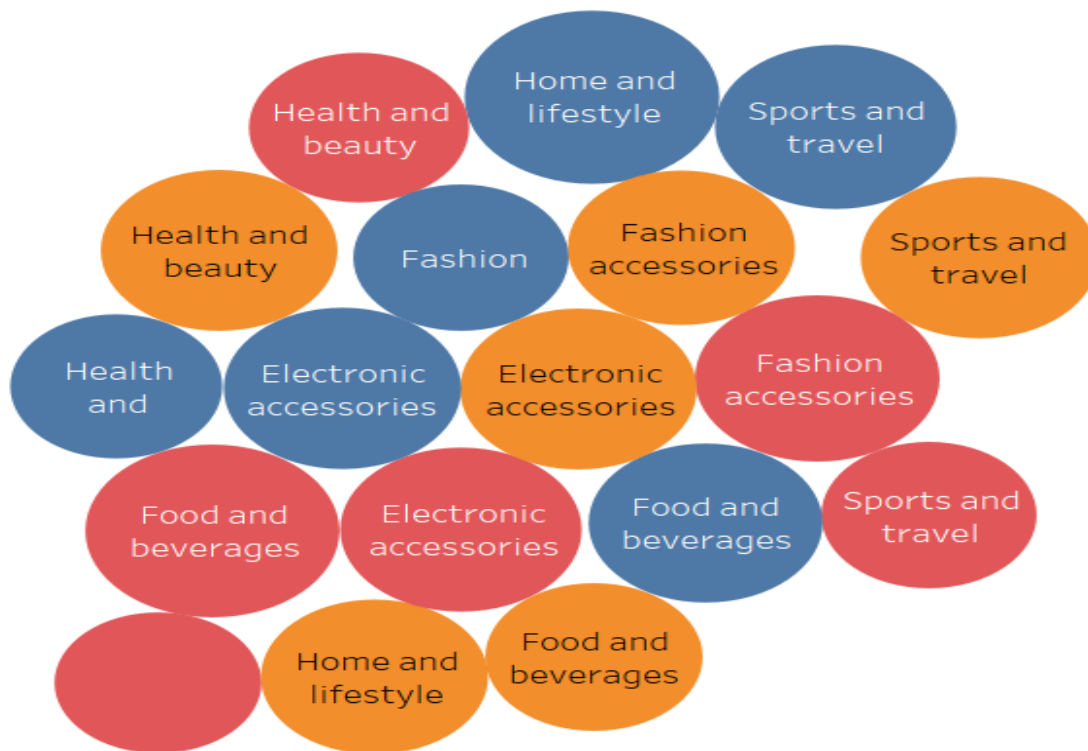 Home and
lifestyle
Health and
beauty
Sports and
travel
Health and
beauty
Fashion
Fashion
accessories
Sports and
travel
Health
and
Electronic
accessories
Electronic
accessories
Fashion
accessories
Food and
beverages
Electronic
accessories
Food and
beverages
Sports and
travel
Home and
lifestyle
Food and
beverages